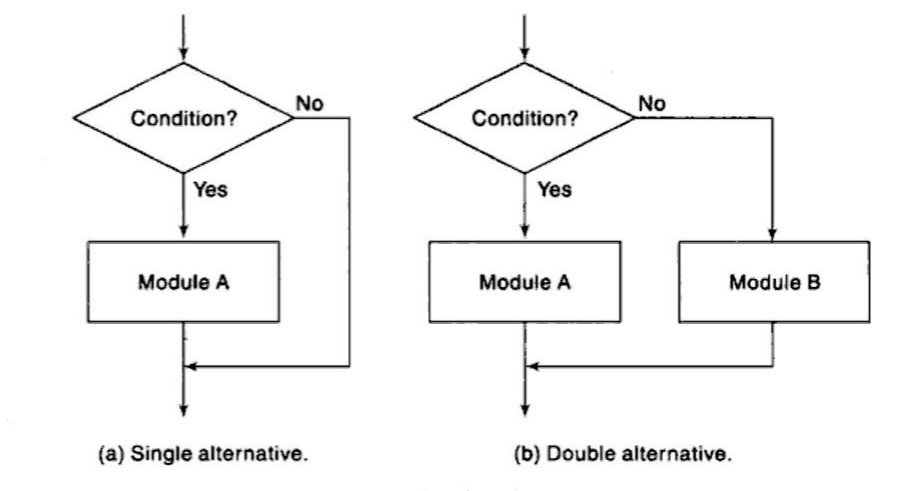 Condition?
No
Yes
Module A
(a) Single alternative.
Condition?
No
Yes
Module A
Module B
(b) Double alternative.